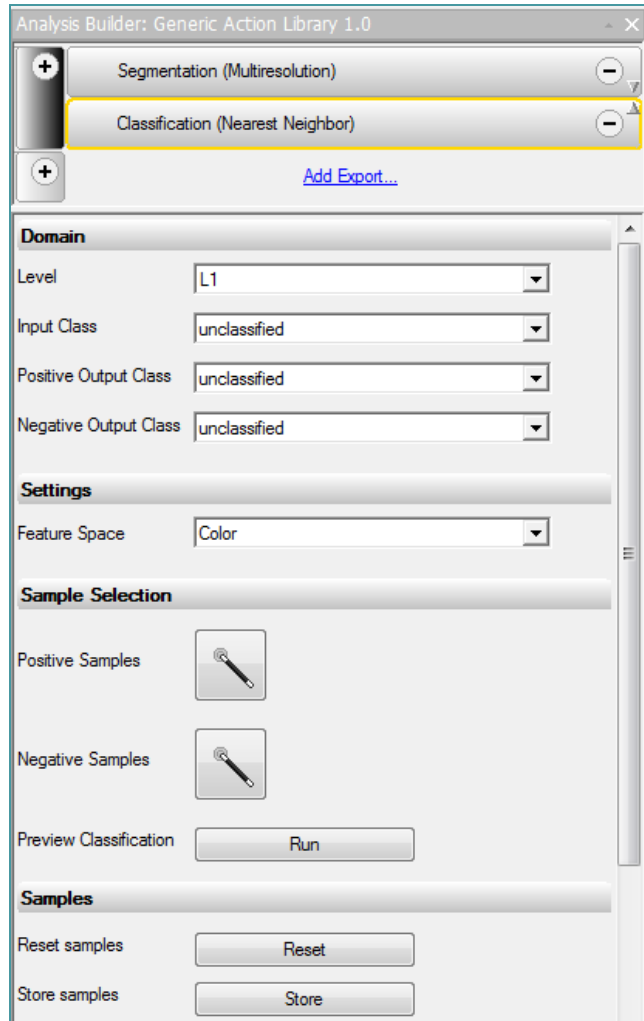 Analysis Builder: Generic Action Library 1.0
Segmentation (Multiresolution)
Classification (Nearest Neighbor)
Add Export...
Domain
Level L1
Input Class unclassified
Positive Output Class unclassified
Negative Output Class unclassified
Settings
Feature Space Color
Sample Selection
Positive Samples
Negative Samples
Preview Classification Run
Samples
Reset samples Reset
Store samples Store